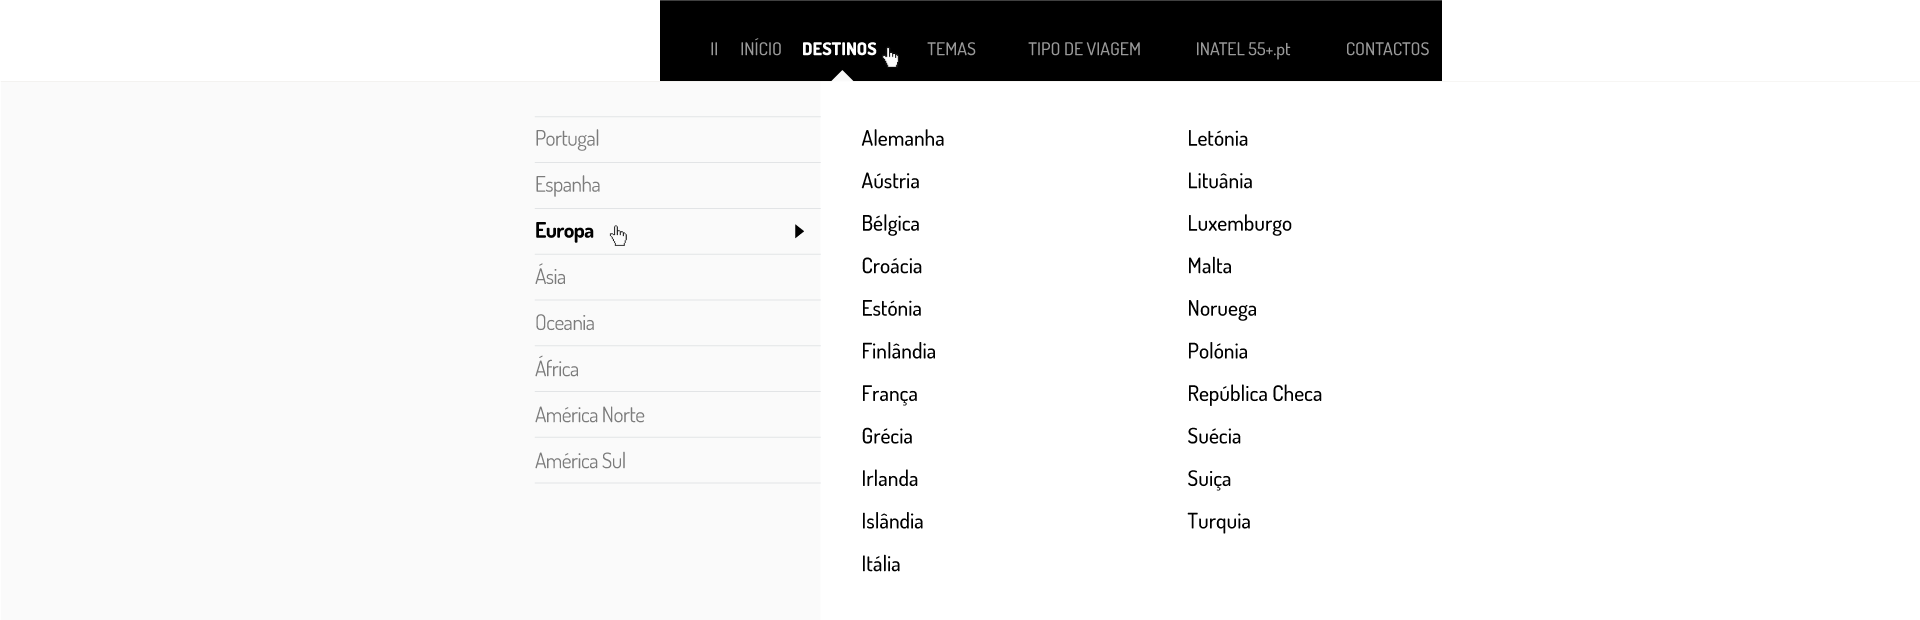 II INÍCIO DESTINOS TEMAS TIPO DE VIAGEM INATEL 55+.pt CONTACTOS
Portugal
Espanha
Europa
Ásia
Oceania
África
América Norte
América Sul
Alemanha
Aústria
Bélgica
Croácia
Estónia
Finlândia
França
Grécia
Irlanda
Islândia
Itália
Letónia
Lituânia
Luxemburgo
Malta
Noruega
Polónia
República Checa
Suécia
Suiça
Turquia